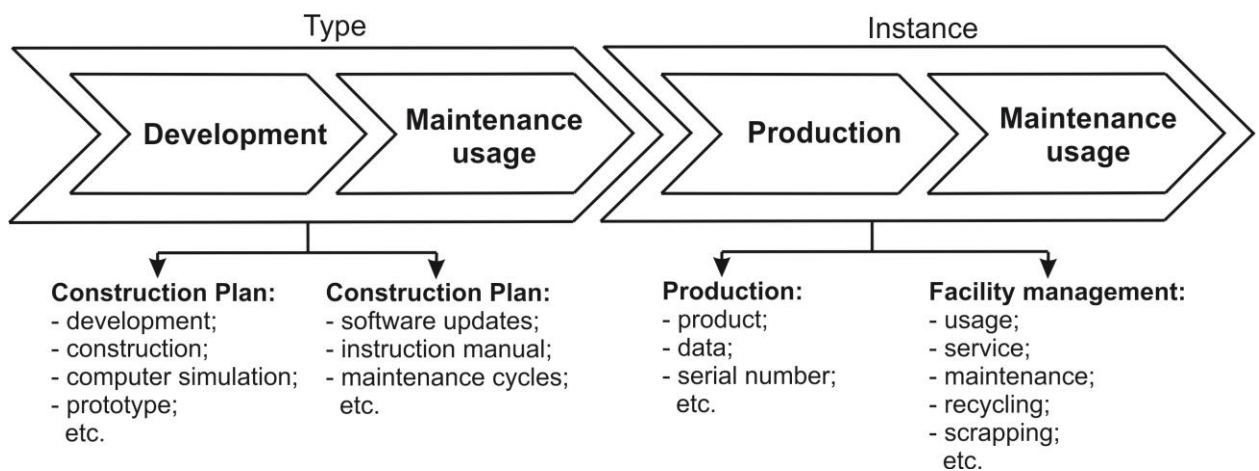 Type
Instance
Development
Maintenance
usage
Production
Maintenance
usage
Construction Plan:
- development;
- construction;
- computer simulation;
- prototype;
etc.
Construction Plan:
- software updates;
- instruction manual;
- maintenance cycles;
etc.
Production:
- product;
- data;
- serial number;
etc.
Facility management:
- usage;
- service;
- maintenance;
- recycling;
- scrapping;
etc.